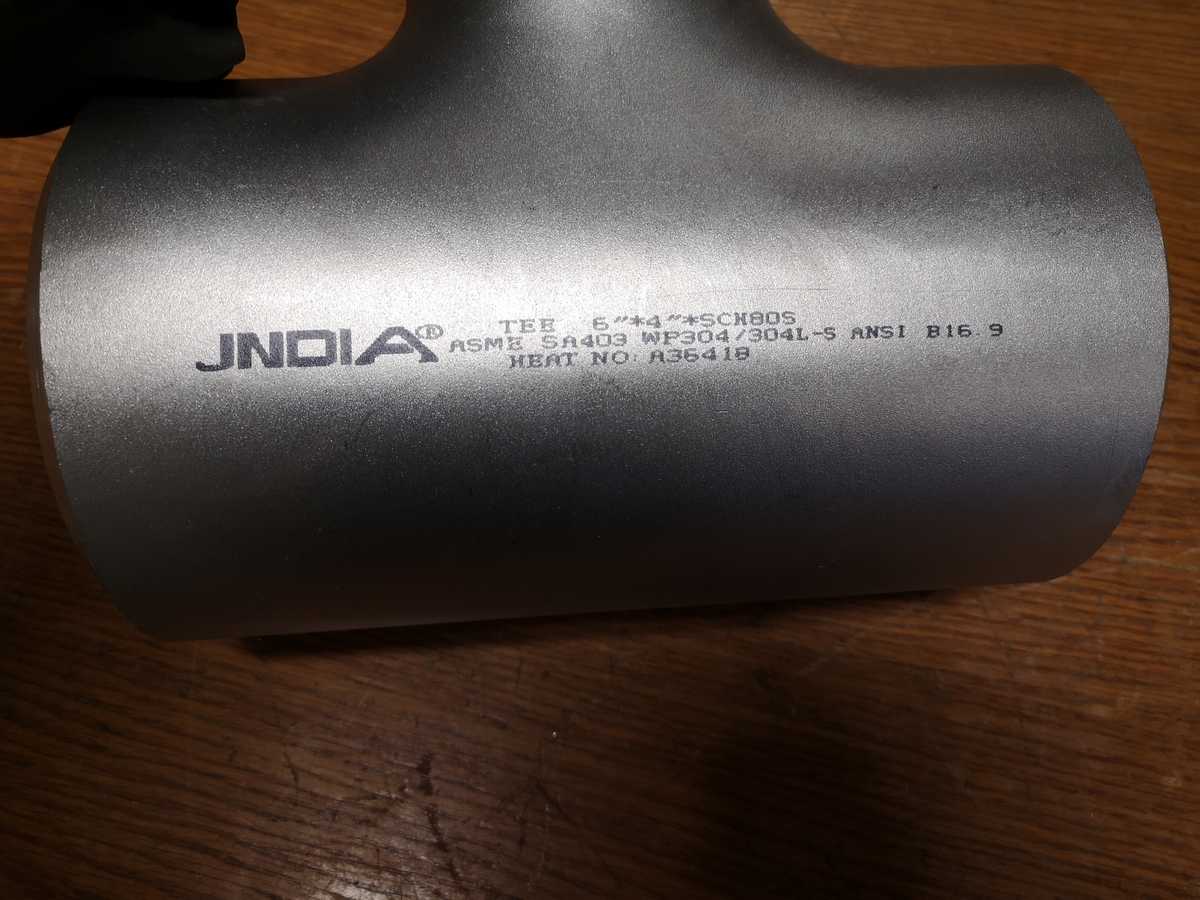 JNDIA®
TEE 6"*4"*SCH80S
ASME SA403 WP304/304L-S ANSI B16.9
HEAT NO: A36418